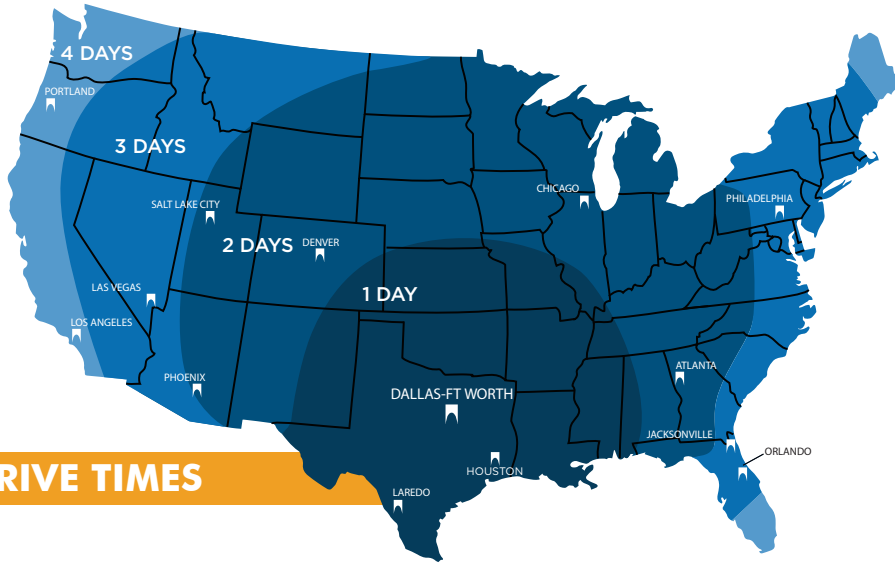 4 DAYS
PORTLAND
3 DAYS
CHICAGO
PHILADELPHIA
SALT LAKE CITY
2 DAYS
DENVER
LAS VEGAS
1 DAY
LOS ANGELES
ATLANTA
PHOENIX
DALLAS-FT WORTH
JACKSONVILLE
ORLANDO
HOUSTON
RIVE TIMES
LAREDO